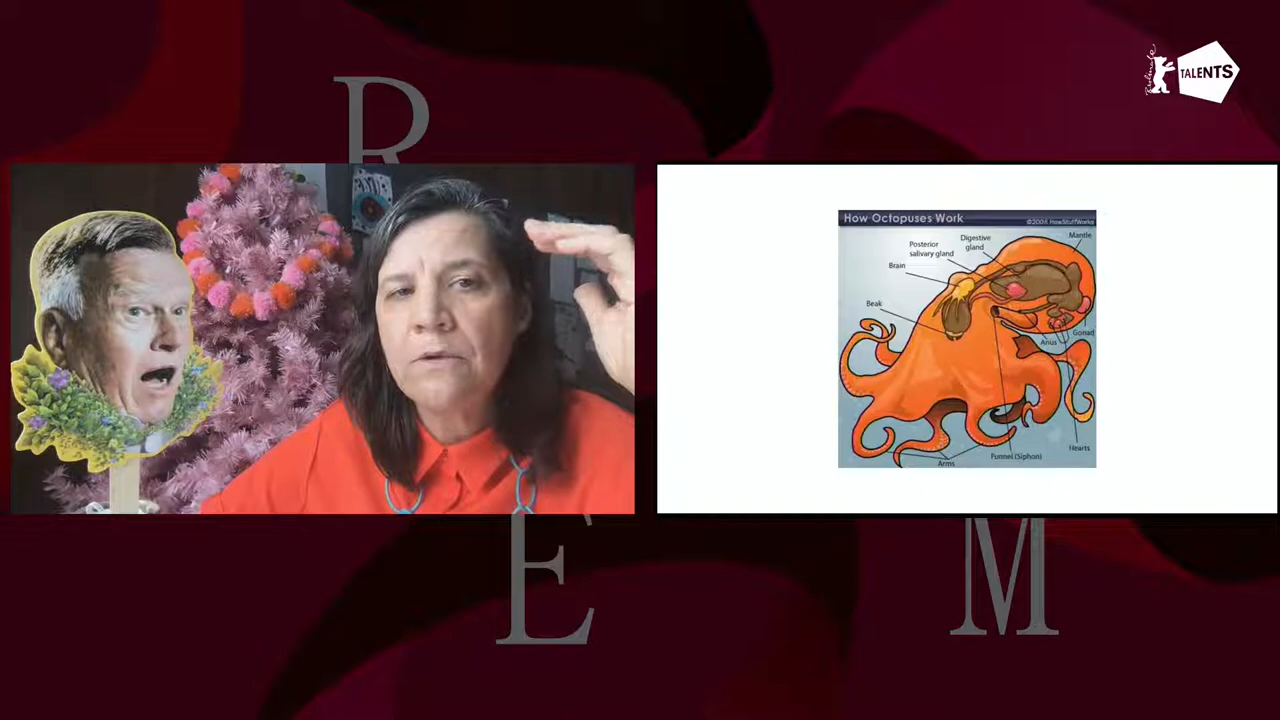 Berlinale
TALENTS
R
How Octopuses Work
©2008 HowStuffWorks
Mantle
Digestive
gland
Posterior
salivary gland
Brain
Beak
Gonad
Anus
Hearts
Funnel (Siphon)
Arms
E
M